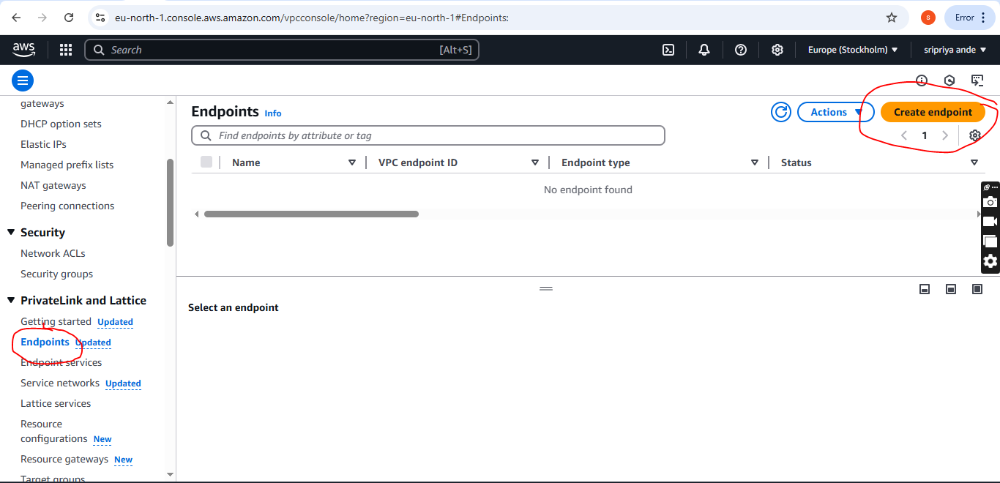 eu-north-1.console.aws.amazon.com/vpcconsole/home?region=eu-north-1#Endpoints:
s
Error
aws
Search
[Alt+S]
Europe (Stockholm)
sripriya ande
gateways
DHCP option sets
Elastic IPs
Managed prefix lists
NAT gateways
Peering connections
Security
Network ACLs
Security groups
PrivateLink and Lattice
Getting started Updated
Endpoints Updated
Endpoint services
Service networks Updated
Lattice services
Resource
configurations New
Resource gateways New
Target groups
Endpoints Info
Actions
Create endpoint
Find endpoints by attribute or tag
1
Name
VPC endpoint ID
Endpoint type
Status
No endpoint found
Select an endpoint